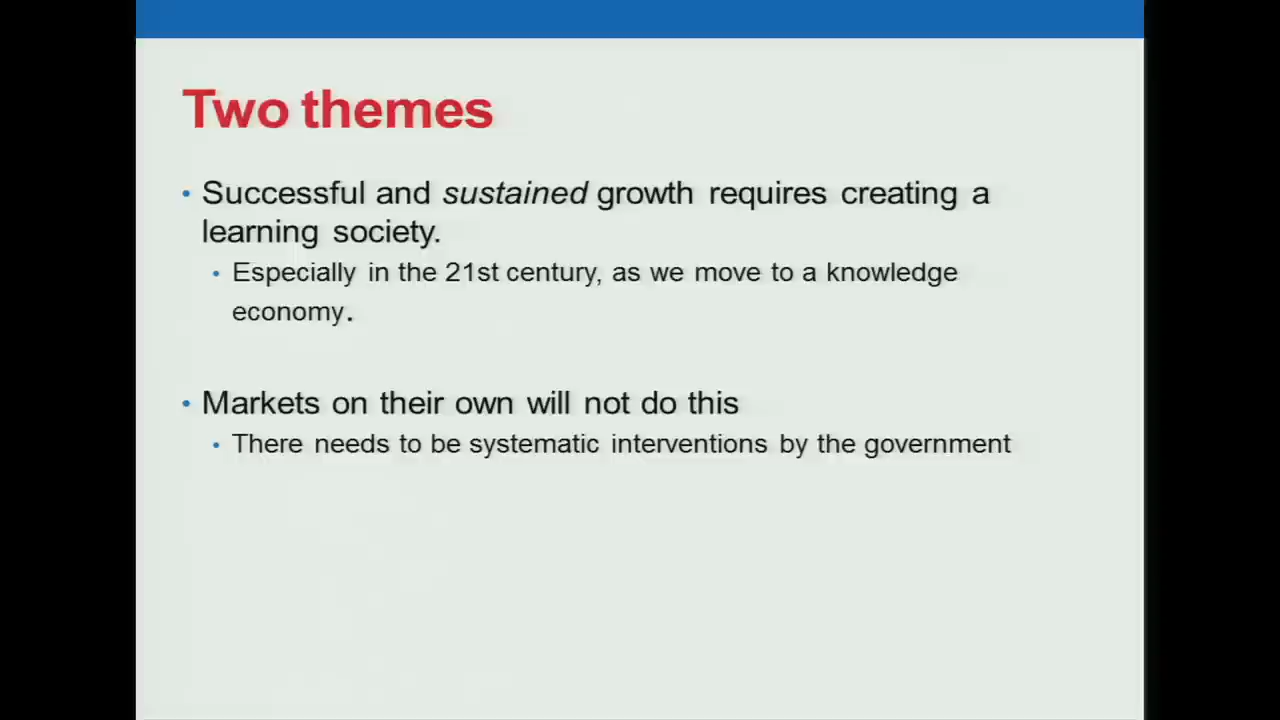 Two themes
• Successful and sustained growth requires creating a
learning society.
• Especially in the 21st century, as we move to a knowledge
economy.
• Markets on their own will not do this
• There needs to be systematic interventions by the government